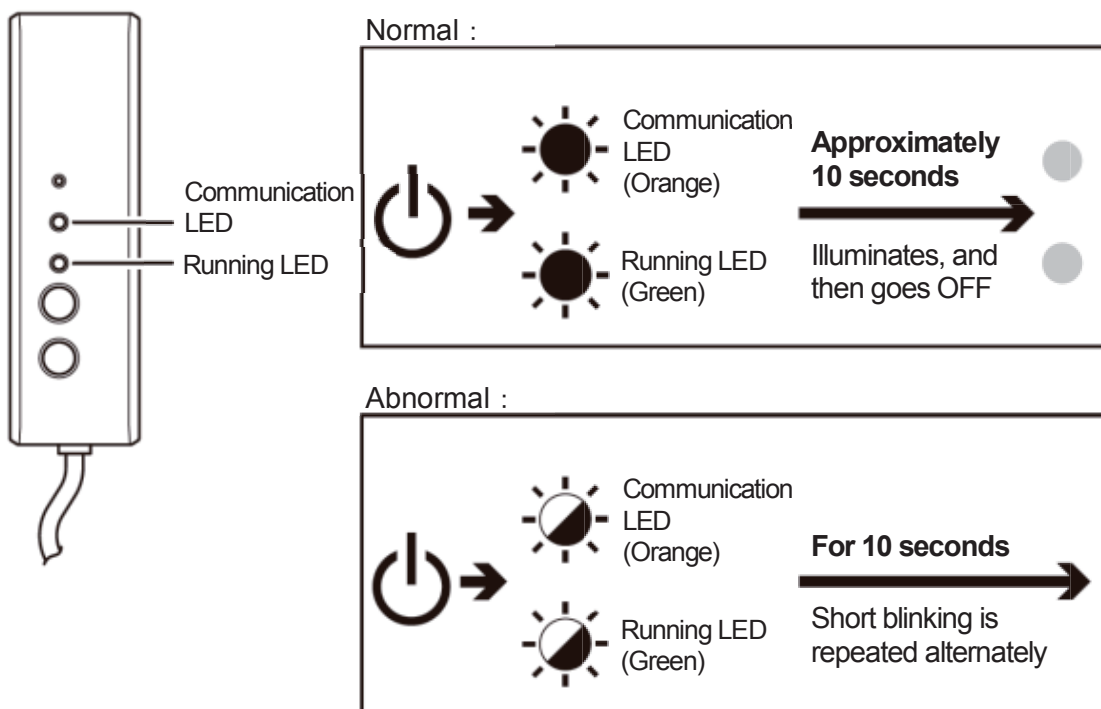 Normal :
Communication
LED
Running LED
Communication
LED
(Orange)
Running LED
(Green)
Approximately
10 seconds
Illuminates, and
then goes OFF
Abnormal :
Communication
LED
(Orange)
Running LED
(Green)
For 10 seconds
Short blinking is
repeated alternately